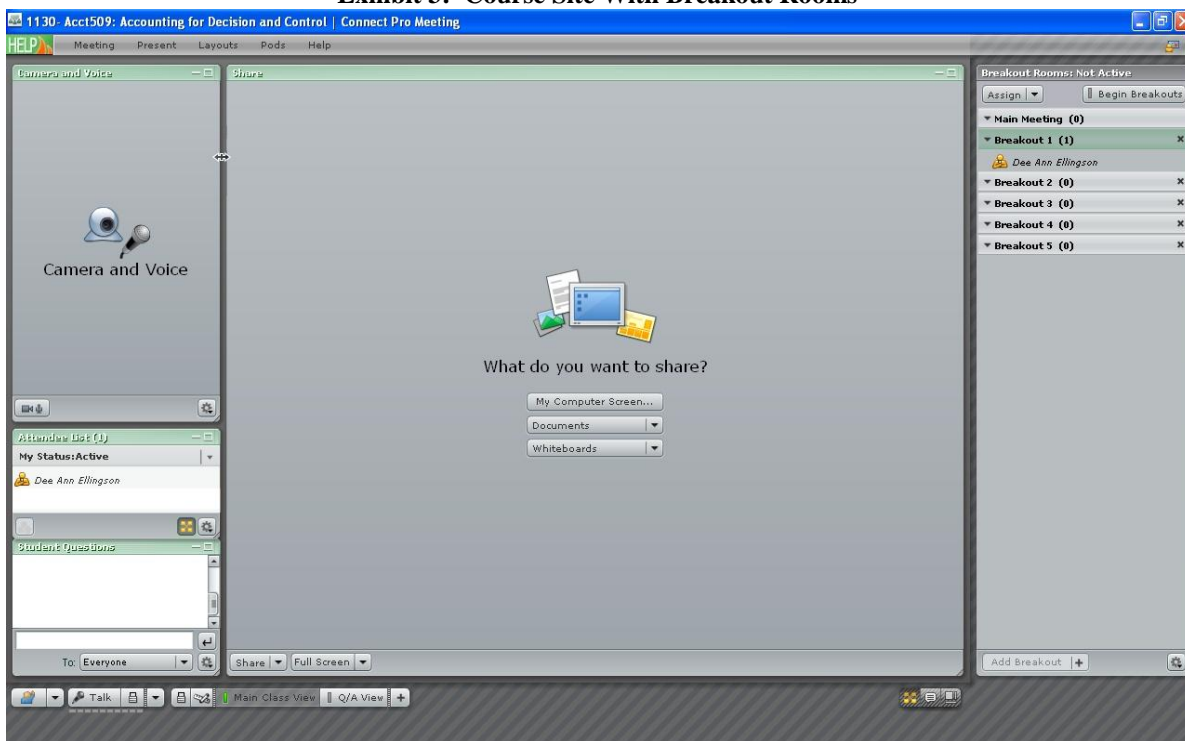 Exhibit 3: Course Site With Breakout Rooms
1130- Acct509: Accounting for Decision and Control | Connect Pro Meeting
HELP Meeting Present Layouts Pods Help
Camera and Voice
Camera and Voice
Attendee List (1)
My Status:Active
Dee Ann Ellingson
Student Questions
To: Everyone
Share
What do you want to share?
My Computer Screen...
Documents
Whiteboards
Share Full Screen
Breakout Rooms: Not Active
Assign Begin Breakouts
Main Meeting (0)
Breakout 1 (1)
Dee Ann Ellingson
Breakout 2 (0)
Breakout 3 (0)
Breakout 4 (0)
Breakout 5 (0)
Add Breakout +
Talk Main Class View Q/A View +